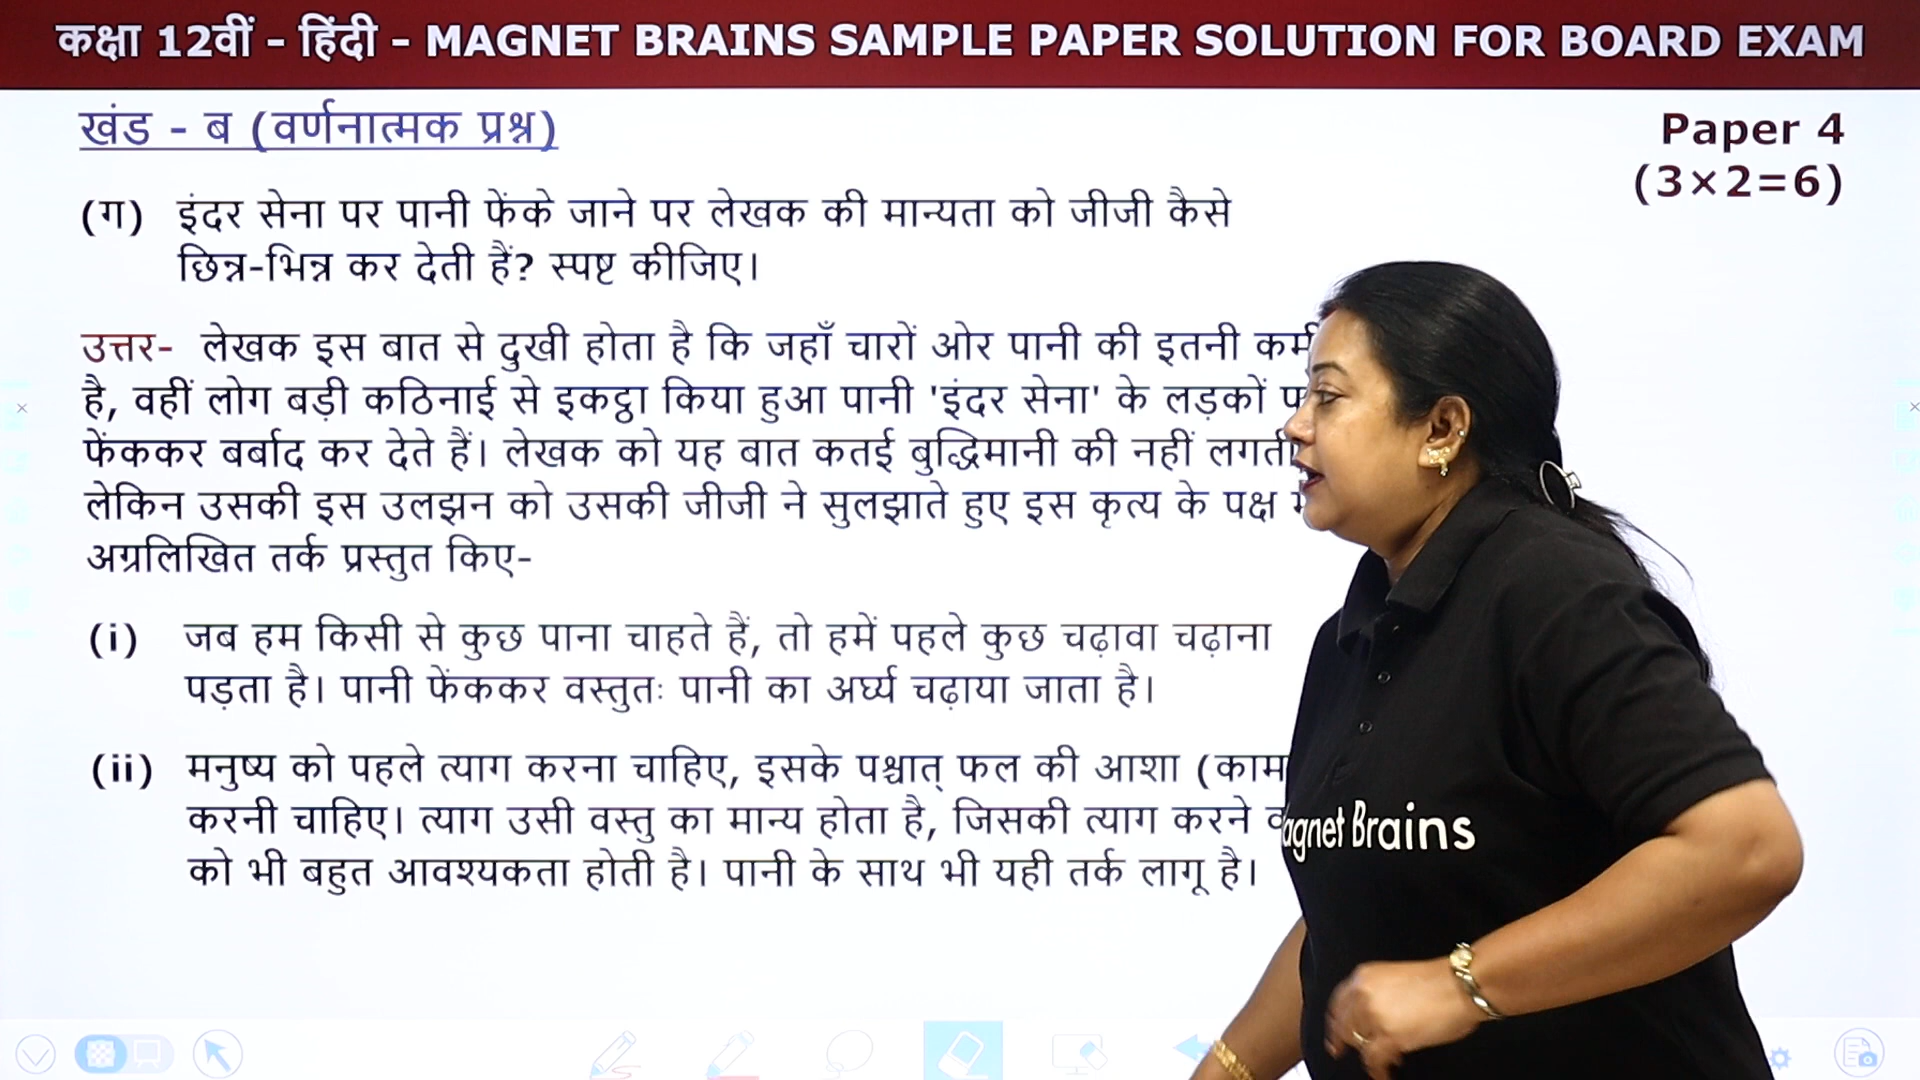 कक्षा 12वीं - हिंदी - MAGNET BRAINS SAMPLE PAPER SOLUTION FOR BOARD EXAM
खंड - ब (वर्णनात्मक प्रश्न)
Paper 4
(3×2=6)
(ग) इंदर सेना पर पानी फेंके जाने पर लेखक की मान्यता को जीजी कैसे
छिन्न-भिन्न कर देती हैं? स्पष्ट कीजिए।
उत्तर- लेखक इस बात से दुखी होता है कि जहाँ चारों ओर पानी की इतनी कमी
है, वहीं लोग बड़ी कठिनाई से इकट्ठा किया हुआ पानी 'इंदर सेना' के लड़कों
फेंककर बर्बाद कर देते हैं। लेखक को यह बात कतई बुद्धिमानी की नहीं लगती
लेकिन उसकी इस उलझन को उसकी जीजी ने सुलझाते हुए इस कृत्य के पक्ष
अग्रलिखित तर्क प्रस्तुत किए-
(i) जब हम किसी से कुछ पाना चाहते हैं, तो हमें पहले कुछ चढ़ावा चढ़ाना
पड़ता है। पानी फेंककर वस्तुतः पानी का अर्घ्य चढ़ाया जाता है।
(ii) मनुष्य को पहले त्याग करना चाहिए, इसके पश्चात् फल की आशा
करनी चाहिए। त्याग उसी वस्तु का मान्य होता है, जिसकी त्याग करने
को भी बहुत आवश्यकता होती है। पानी के साथ भी यही तर्क लागू है।
agnet Brains